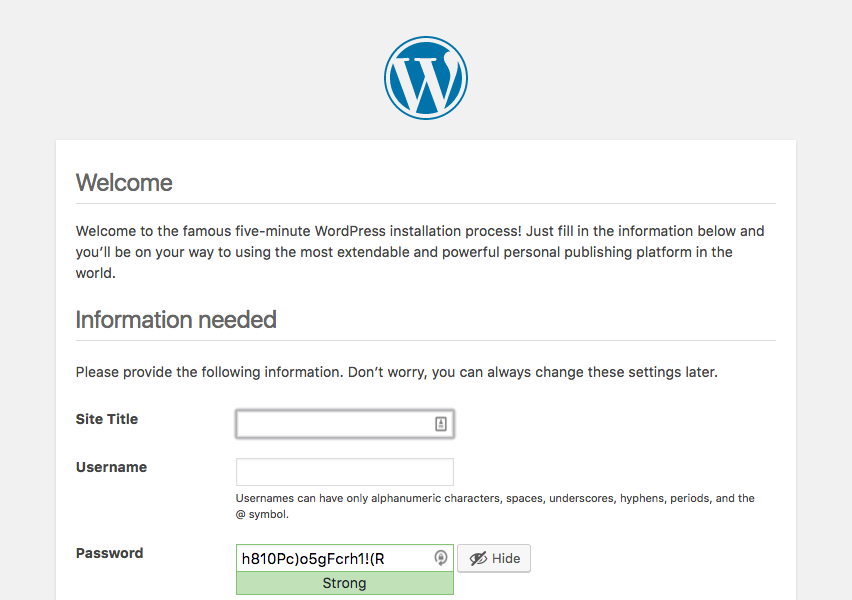 Welcome
Welcome to the famous five-minute WordPress installation process! Just fill in the information below and
you’ll be on your way to using the most extendable and powerful personal publishing platform in the
world.
Information needed
Please provide the following information. Don’t worry, you can always change these settings later.
Site Title
Username
Usernames can have only alphanumeric characters, spaces, underscores, hyphens, periods, and the
@ symbol.
Password
h810Pc)o5gFcrh1!(R
Hide
Strong